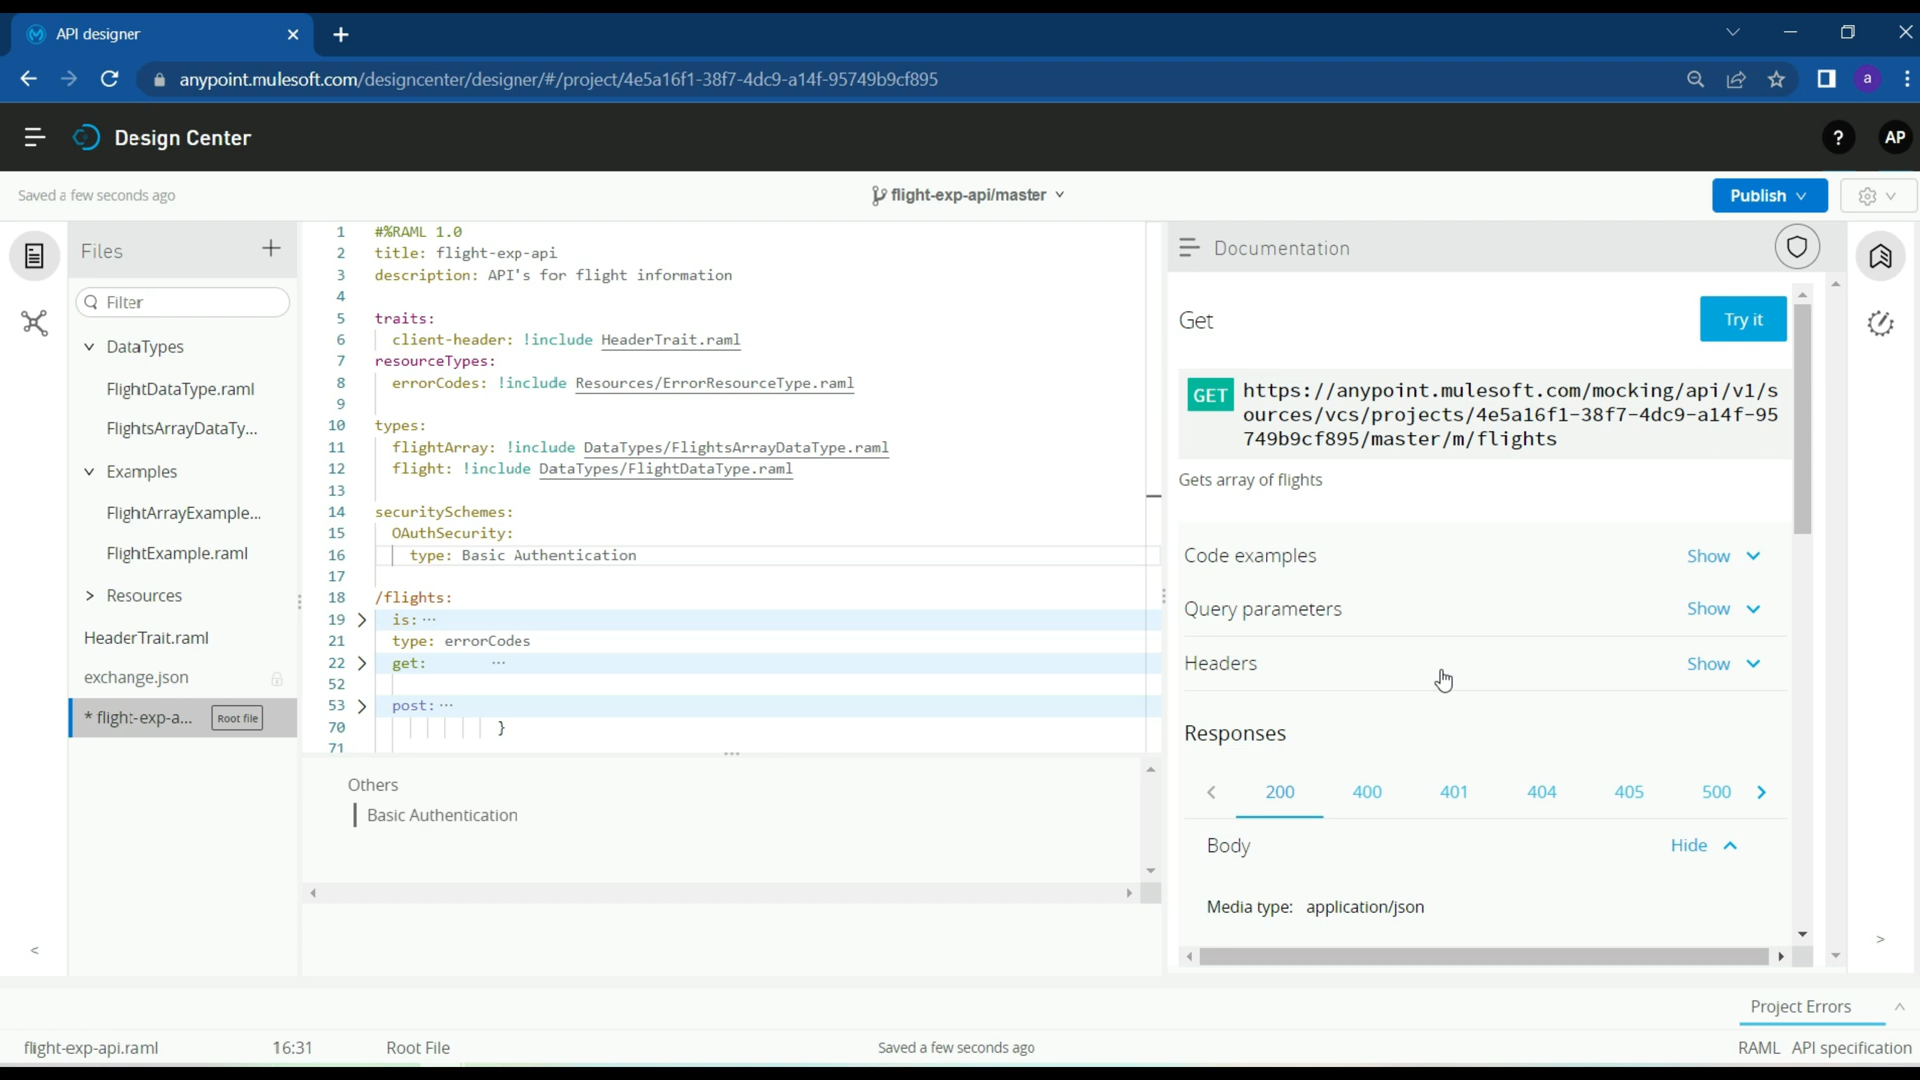 API designer
anypoint.mulesoft.com/designcenter/designer/#/project/4e5a16f1-38f7-4dc9-a14f-95749b9cf895
a
Design Center
?
AP
Saved a few seconds ago
flight-exp-api/master
Publish
Files
Filter
DataTypes
FlightDataType.raml
FlightsArrayDataTy...
Examples
FlightArrayExample...
FlightExample.raml
Resources
HeaderTrait.raml
exchange.json
* flight-exp-a... Root file
1 #%RAML 1.0
2 title: flight-exp-api
3 description: API's for flight information
4
5 traits:
6 client-header: !include HeaderTrait.raml
7 resourceTypes:
8 errorCodes: !include Resources/ErrorResourceType.raml
9
10 types:
11 flightArray: !include DataTypes/FlightsArrayDataType.raml
12 flight: !include DataTypes/FlightDataType.raml
13
14 securitySchemes:
15 OAuthSecurity:
16 type: Basic Authentication
17
18 /flights:
19 is: ...
21 type: errorCodes
22 get: ...
52
53 post: ...
70 }
71
Others
Basic Authentication
Documentation
Get
Try it
GET https://anypoint.mulesoft.com/mocking/api/v1/s
ources/vcs/projects/4e5a16f1-38f7-4dc9-a14f-95
749b9cf895/master/m/flights
Gets array of flights
Code examples Show
Query parameters Show
Headers Show
Responses
200 400 401 404 405 500
Body Hide
Media type: application/json
Project Errors
flight-exp-api.raml 16:31 Root File Saved a few seconds ago RAML API specification